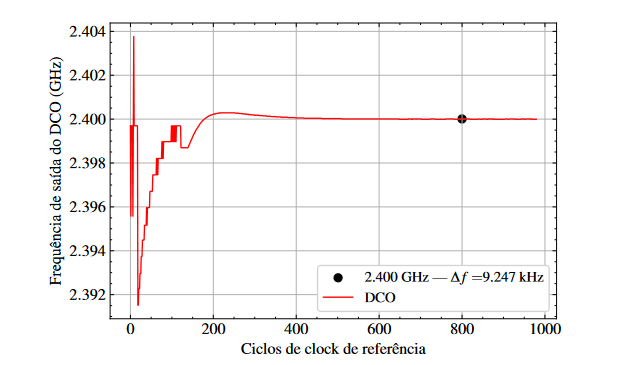 2.404
2.402
2.400
2.398
2.396
2.394
2.392
Frequência de saída do DCO (GHz)
2.400 GHz — Δf =9.247 kHz
DCO
0 200 400 600 800 1000
Ciclos de clock de referência